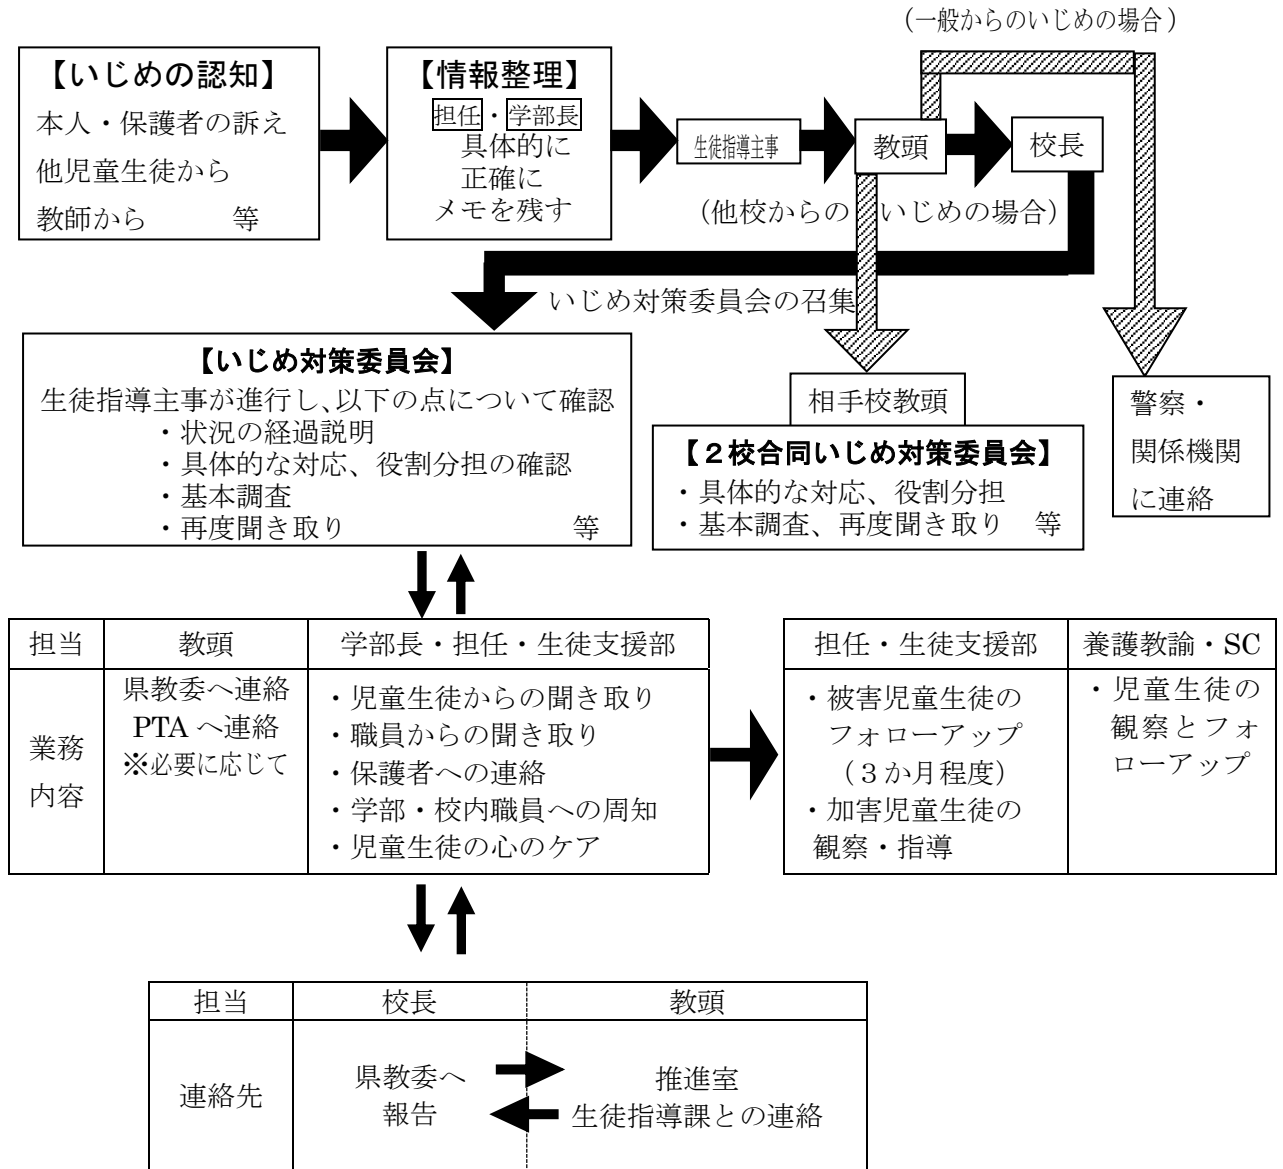 （一般からのいじめの場合）
【いじめの認知】
本人・保護者の訴え
他児童生徒から
教師から　　　等
【情報整理】
担任・学部長
具体的に
正確に
メモを残す
生徒指導主事
教頭
校長
（他校からの　いじめの場合）
いじめ対策委員会の召集
【いじめ対策委員会】
生徒指導主事が進行し、以下の点について確認
・状況の経過説明
・具体的な対応、役割分担の確認
・基本調査
・再度聞き取り　　　等
相手校教頭
【２校合同いじめ対策委員会】
・具体的な対応、役割分担
・基本調査、再度聞き取り　等
警察・
関係機関
に連絡
担当
教頭
学部長・担任・生徒支援部
業務
内容
県教委へ連絡
PTA へ連絡
※必要に応じて
・児童生徒からの聞き取り
・職員からの聞き取り
・保護者への連絡
・学部・校内職員への周知
・児童生徒の心のケア
担任・生徒支援部
養護教諭・SC
・被害児童生徒の
フォローアップ
（３か月程度）
・加害児童生徒の
観察・指導
・児童生徒の
観察とフォ
ローアップ
担当
校長
教頭
連絡先
県教委へ
報告
推進室
生徒指導課との連絡